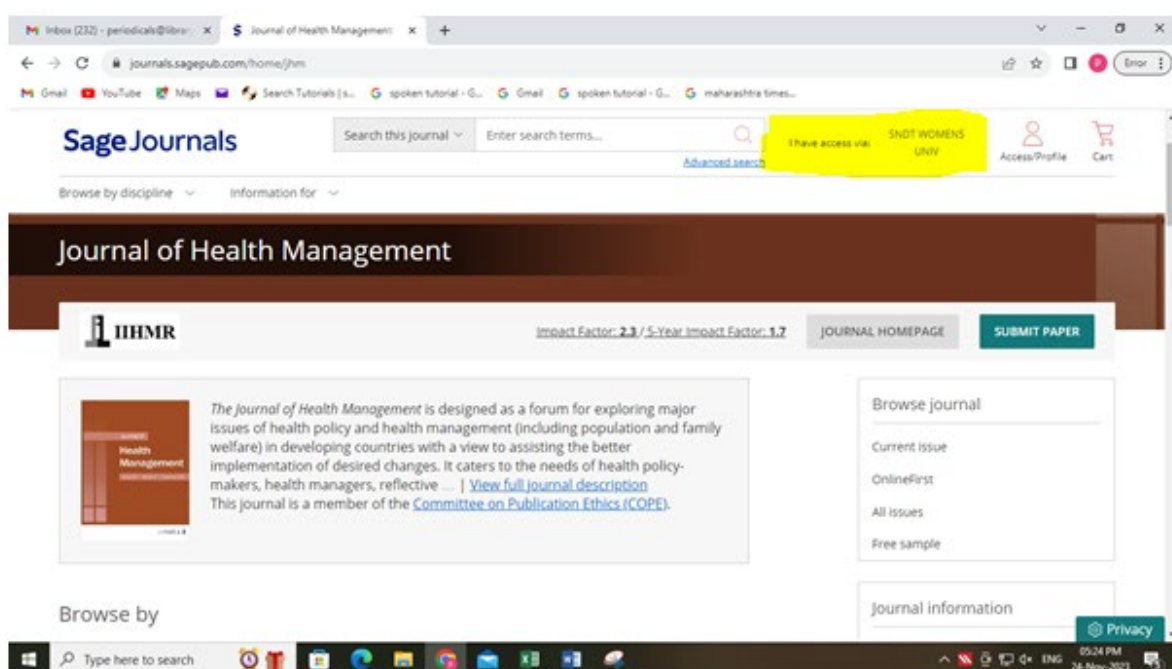 Inbox (232) - periodicals@librar
Journal of Health Management
journals.sagepub.com/home/jhm
Error
Gmail YouTube Maps Search Tutorials | s... spoken tutorial - G... Gmail spoken tutorial - G... maharashtra times...
Sage Journals
Search this journal
Enter search terms...
Advanced search
I have access via:
SNDT WOMENS
UNIV
Access/Profile
Cart
Browse by discipline
Information for
Journal of Health Management
IIHMR
Impact Factor: 2.3 / 5-Year Impact Factor: 1.7
JOURNAL HOMEPAGE
SUBMIT PAPER
Health
Management
The Journal of Health Management is designed as a forum for exploring major
issues of health policy and health management (including population and family
welfare) in developing countries with a view to assisting the better
implementation of desired changes. It caters to the needs of health policy-
makers, health managers, reflective ... | View full journal description
This journal is a member of the Committee on Publication Ethics (COPE).
Browse journal
Current issue
OnlineFirst
All issues
Free sample
Browse by
Journal information
Privacy
Type here to search
ENG
05:24 PM